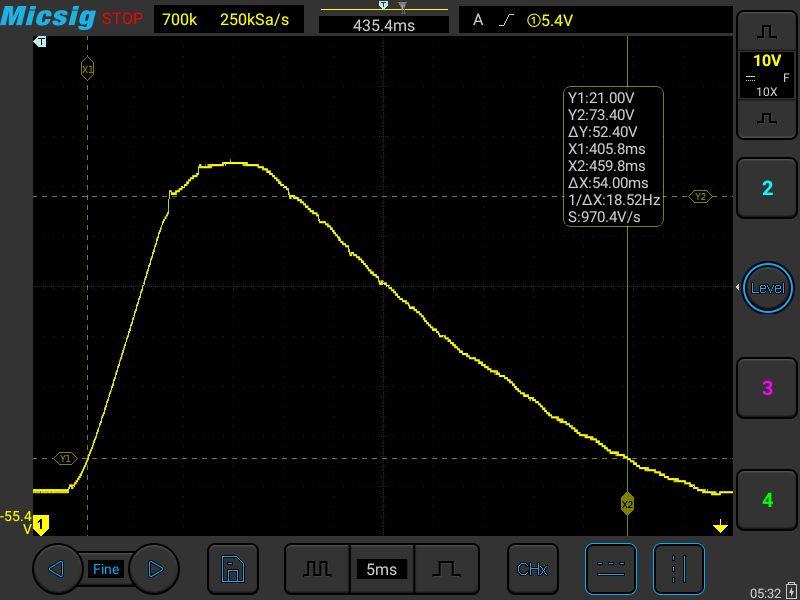 Micsig STOP 700k 250kSa/s 435.4ms A ①5.4V
T
T
X1
10V
F
10X
Y1:21.00V
Y2:73.40V
ΔY:52.40V
X1:405.8ms
X2:459.8ms
ΔX:54.00ms
1/ΔX:18.52Hz
S:970.4V/s
Y2
2
Level
3
Y1
X2
4
-55.4
V
1
Fine 5ms CHx
05:32